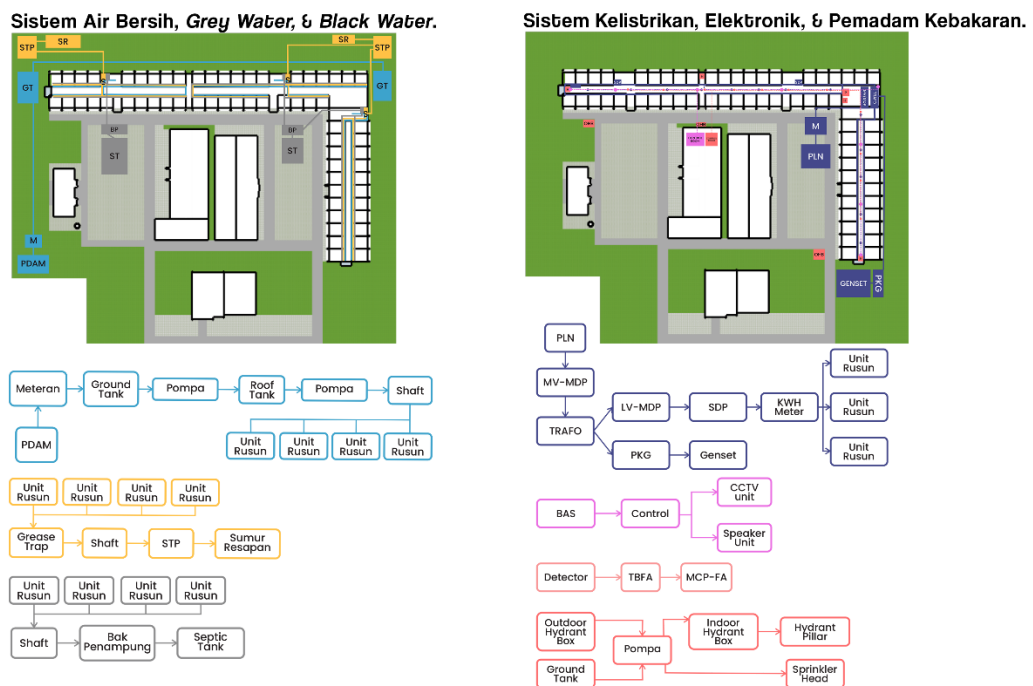 Sistem Air Bersih, Grey Water, & Black Water.
SR
STP
SR
STP
GT
GT
S
S
S
BP
ST
BP
ST
M
PDAM
Meteran
Ground
Tank
Pompa
Roof
Tank
Pompa
Shaft
PDAM
Unit
Rusun
Unit
Rusun
Unit
Rusun
Unit
Rusun
Unit
Rusun
Unit
Rusun
Unit
Rusun
Unit
Rusun
Grease
Trap
Shaft
STP
Sumur
Resapan
Unit
Rusun
Unit
Rusun
Unit
Rusun
Unit
Rusun
Shaft
Bak
Penampung
Septic
Tank
Sistem Kelistrikan, Elektronik, & Pemadam Kebakaran.
M
PLN
GENSET
PKG
PLN
MV-MDP
TRAFO
LV-MDP
SDP
KWH
Meter
Unit
Rusun
Unit
Rusun
Unit
Rusun
PKG
Genset
BAS
Control
CCTV
unit
Speaker
Unit
Detector
TBFA
MCP-FA
Outdoor
Hydrant
Box
Ground
Tank
Pompa
Indoor
Hydrant
Box
Hydrant
Pillar
Sprinkler
Head